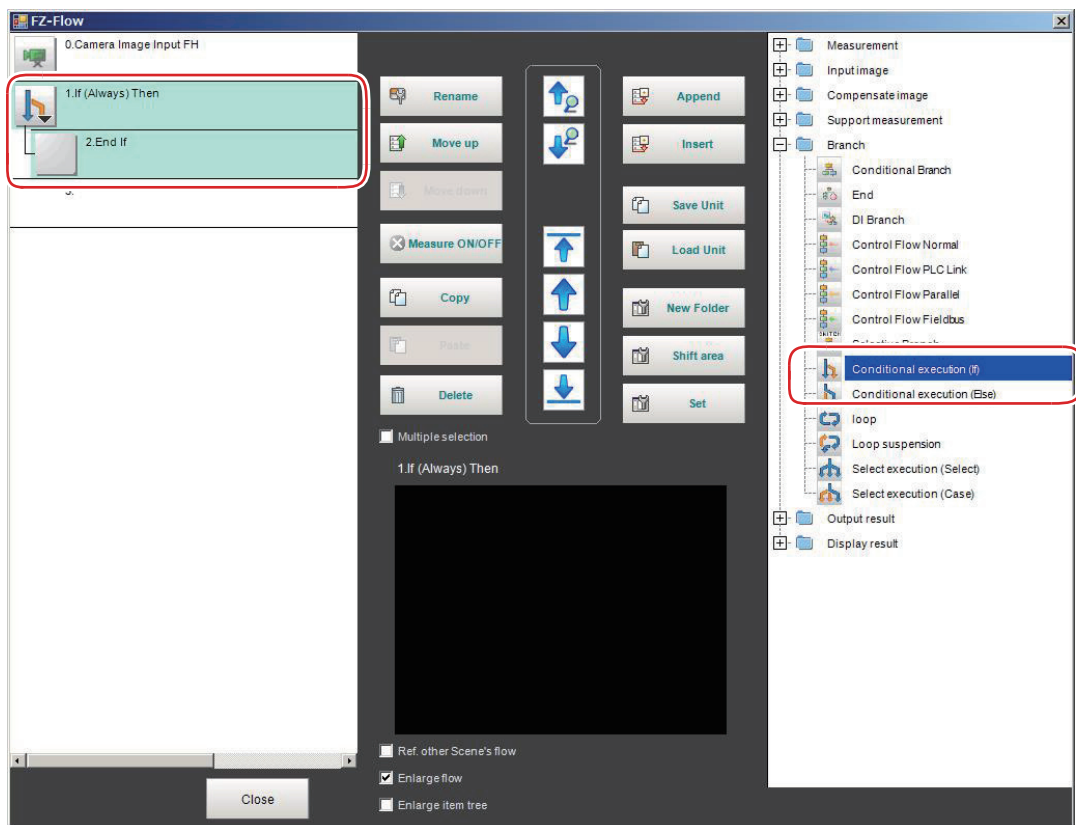 FZ-Flow
0.Camera Image Input FH
1.If (Always) Then
2.End If
3.
Rename
Move up
Move down
Measure ON/OFF
Copy
Paste
Delete
Append
Insert
Save Unit
Load Unit
New Folder
Shift area
Set
Multiple selection
1.If (Always) Then
Ref. other Scene's flow
Enlarge flow
Enlarge item tree
Close
Measurement
Input image
Compensate image
Support measurement
Branch
Conditional Branch
End
DI Branch
Control Flow Normal
Control Flow PLC Link
Control Flow Parallel
Control Flow Fieldbus
Selective Branch
Conditional execution (If)
Conditional execution (Else)
loop
Loop suspension
Select execution (Select)
Select execution (Case)
Output result
Display result